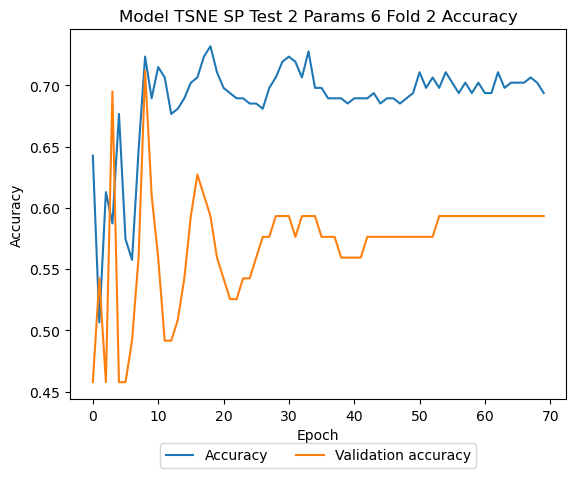 Model TSNE SP Test 2 Params 6 Fold 2 Accuracy
Accuracy
0.70
0.65
0.60
0.55
0.50
0.45
0 10 20 30 40 50 60 70
Epoch
Accuracy Validation accuracy